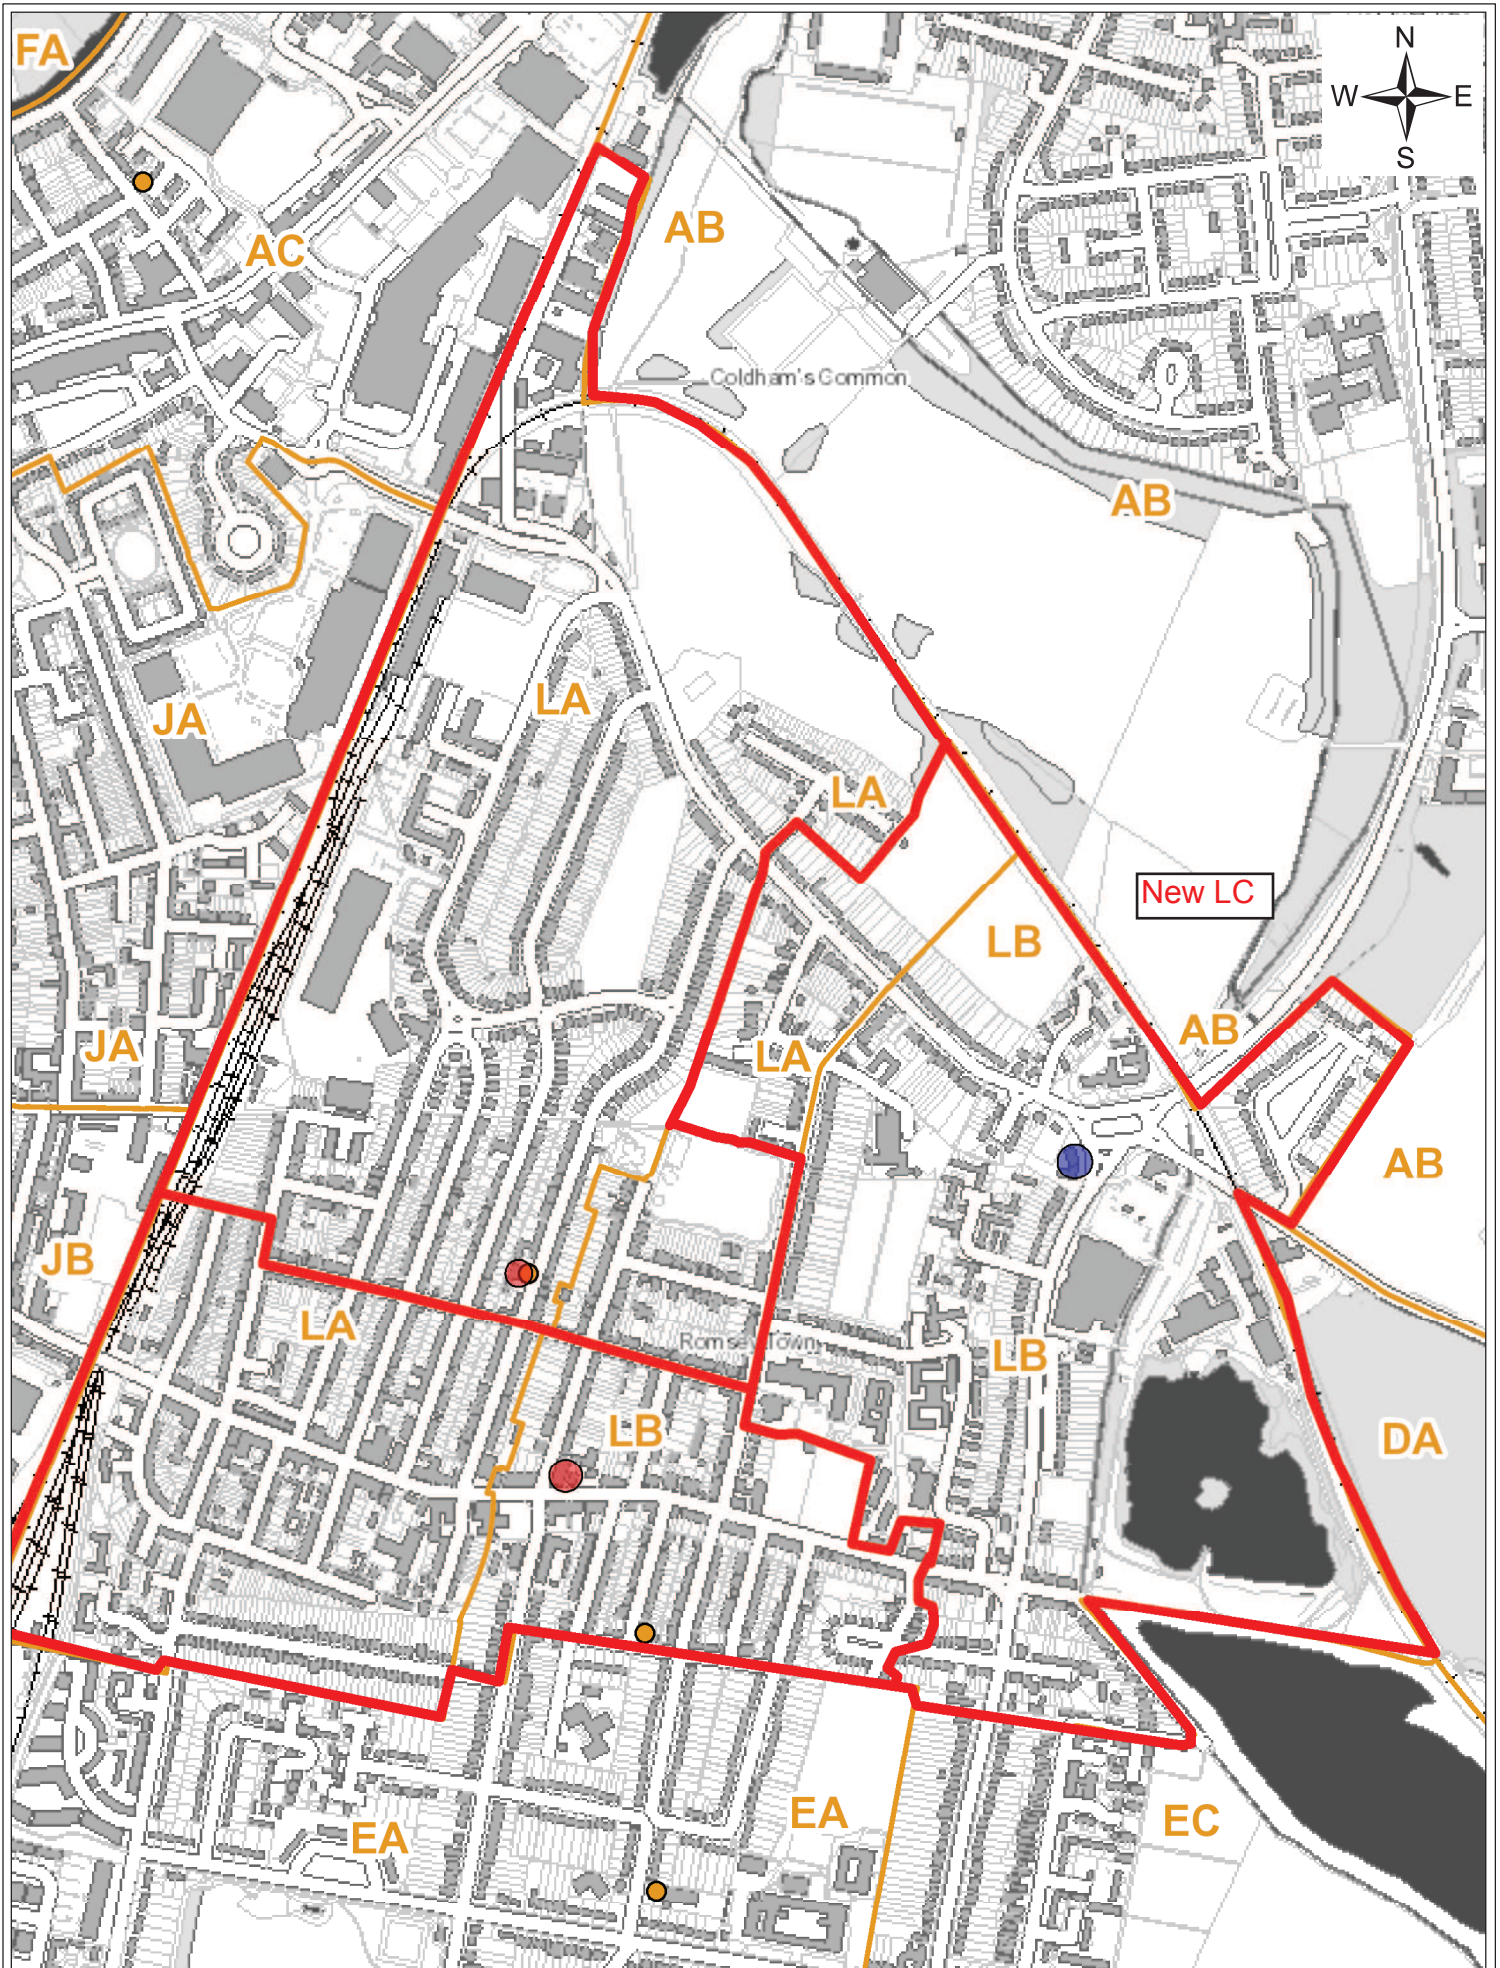 FA
N
W E
S
AC
AB
Coldham's Common
AB
LA
JA
LA
New LC
LB
AB
JA
LA
AB
JB
LA
Romsey Town
LB
LB
DA
EA
EC
EA